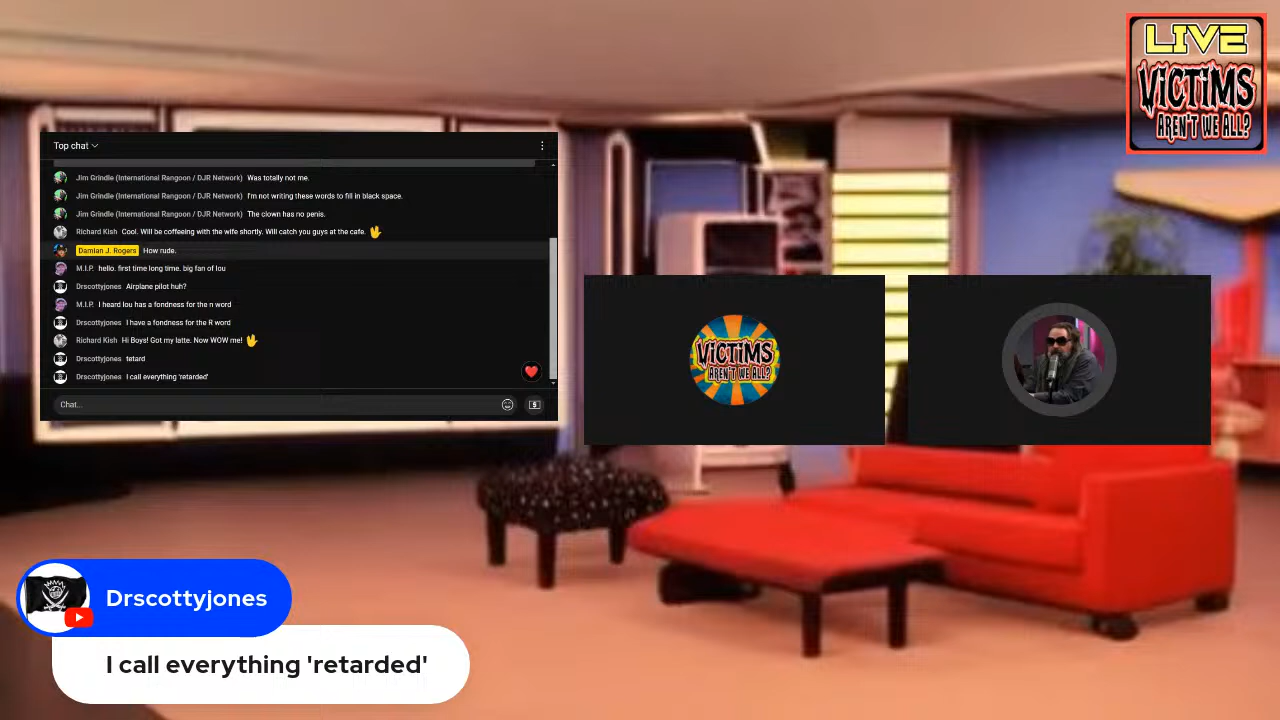 LIVE
VICTIMS
AREN'T WE ALL?
Top chat
Jim Grindle (International Rangoon / DJR Network) Was totally not me.
Jim Grindle (International Rangoon / DJR Network) I'm not writing these words to fill in black space.
Jim Grindle (International Rangoon / DJR Network) The clown has no penis.
Richard Kish Cool. Will be coffeeing with the wife shortly. Will catch you guys at the cafe. 🖖
Damian J. Rogers How rude.
M.I.P. hello. first time long time. big fan of lou
Drscottyjones Airplane pilot huh?
M.I.P. I heard lou has a fondness for the n word
Drscottyjones I have a fondness for the R word
Richard Kish Hi Boys! Got my latte. Now WOW me! 🖖
Drscottyjones tetard
Drscottyjones I call everything 'retarded'
Chat...
VICTIMS
AREN'T WE ALL?
Drscottyjones
I call everything 'retarded'